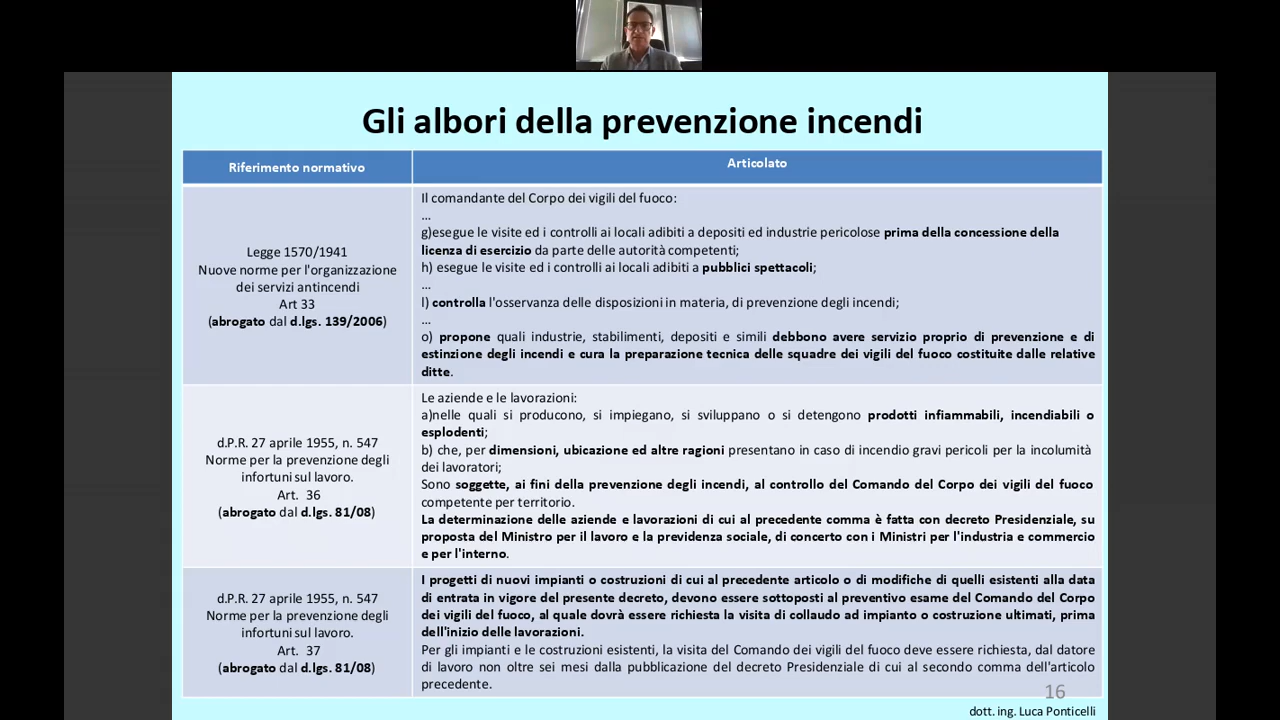 Gli albori della prevenzione incendi
Riferimento normativo
Articolato
Legge 1570/1941
Nuove norme per l'organizzazione
dei servizi antincendi
Art 33
(abrogato dal d.lgs. 139/2006)
Il comandante del Corpo dei vigili del fuoco:
...
g)esegue le visite ed i controlli ai locali adibiti a depositi ed industrie pericolose prima della concessione della
licenza di esercizio da parte delle autorità competenti;
h) esegue le visite ed i controlli ai locali adibiti a pubblici spettacoli;
...
l) controlla l'osservanza delle disposizioni in materia, di prevenzione degli incendi;
...
o) propone quali industrie, stabilimenti, depositi e simili debbono avere servizio proprio di prevenzione e di
estinzione degli incendi e cura la preparazione tecnica delle squadre dei vigili del fuoco costituite dalle relative
ditte.
d.P.R. 27 aprile 1955, n. 547
Norme per la prevenzione degli
infortuni sul lavoro.
Art. 36
(abrogato dal d.lgs. 81/08)
Le aziende e le lavorazioni:
a)nelle quali si producono, si impiegano, si sviluppano o si detengono prodotti infiammabili, incendiabili o
esplodenti;
b) che, per dimensioni, ubicazione ed altre ragioni presentano in caso di incendio gravi pericoli per la incolumità
dei lavoratori;
Sono soggette, ai fini della prevenzione degli incendi, al controllo del Comando del Corpo dei vigili del fuoco
competente per territorio.
La determinazione delle aziende e lavorazioni di cui al precedente comma è fatta con decreto Presidenziale, su
proposta del Ministro per il lavoro e la previdenza sociale, di concerto con i Ministri per l'industria e commercio
e per l'interno.
d.P.R. 27 aprile 1955, n. 547
Norme per la prevenzione degli
infortuni sul lavoro.
Art. 37
(abrogato dal d.lgs. 81/08)
I progetti di nuovi impianti o costruzioni di cui al precedente articolo o di modifiche di quelli esistenti alla data
di entrata in vigore del presente decreto, devono essere sottoposti al preventivo esame del Comando del Corpo
dei vigili del fuoco, al quale dovrà essere richiesta la visita di collaudo ad impianto o costruzione ultimati, prima
dell'inizio delle lavorazioni.
Per gli impianti e le costruzioni esistenti, la visita del Comando dei vigili del fuoco deve essere richiesta, dal datore
di lavoro non oltre sei mesi dalla pubblicazione del decreto Presidenziale di cui al secondo comma dell'articolo
precedente.
16
dott. ing. Luca Ponticelli